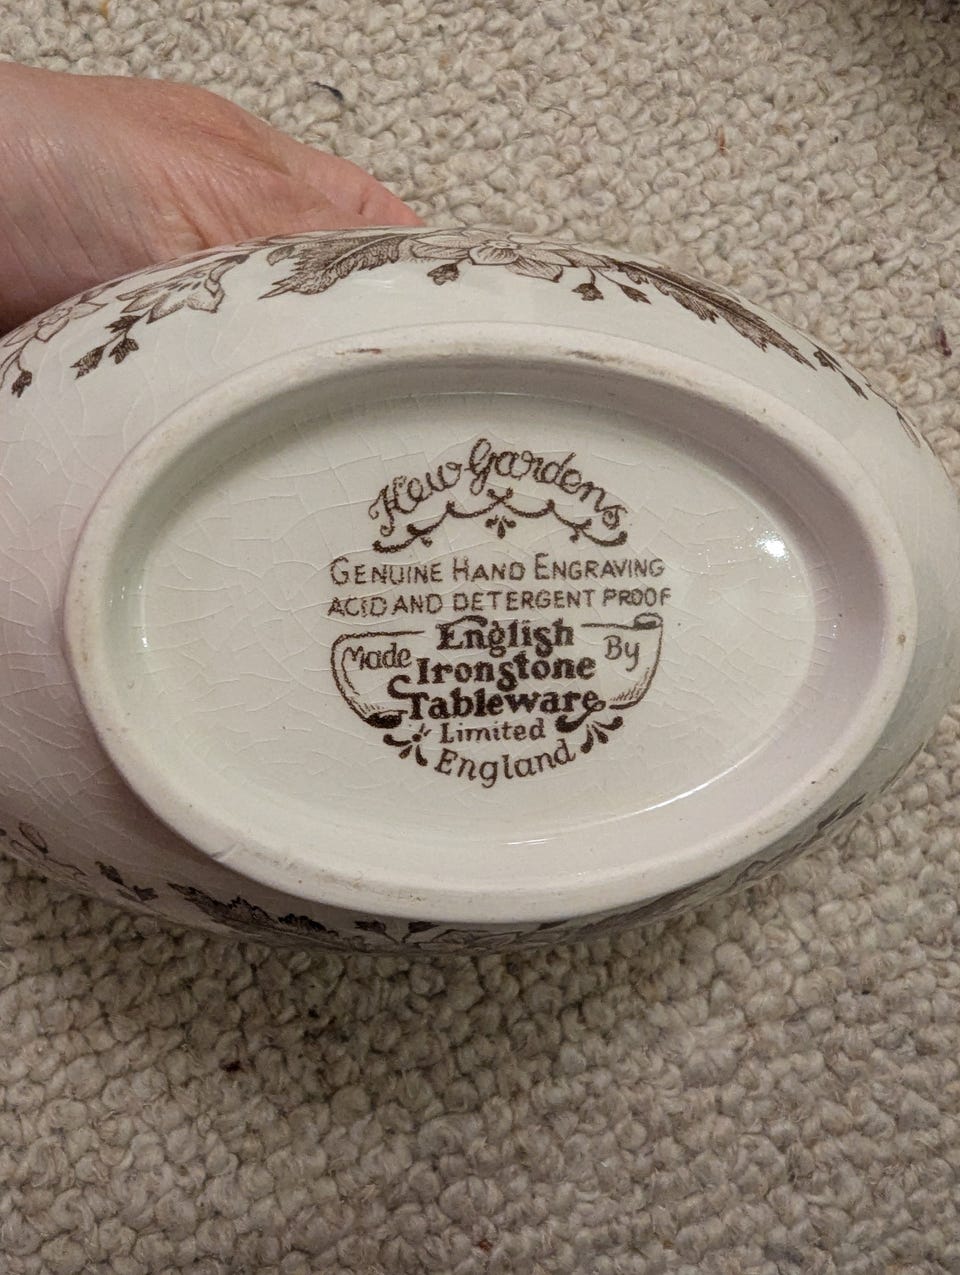 Kew Gardens
GENUINE HAND ENGRAVING
ACID AND DETERGENT PROOF
Made English By
Ironstone
Tableware
Limited
England